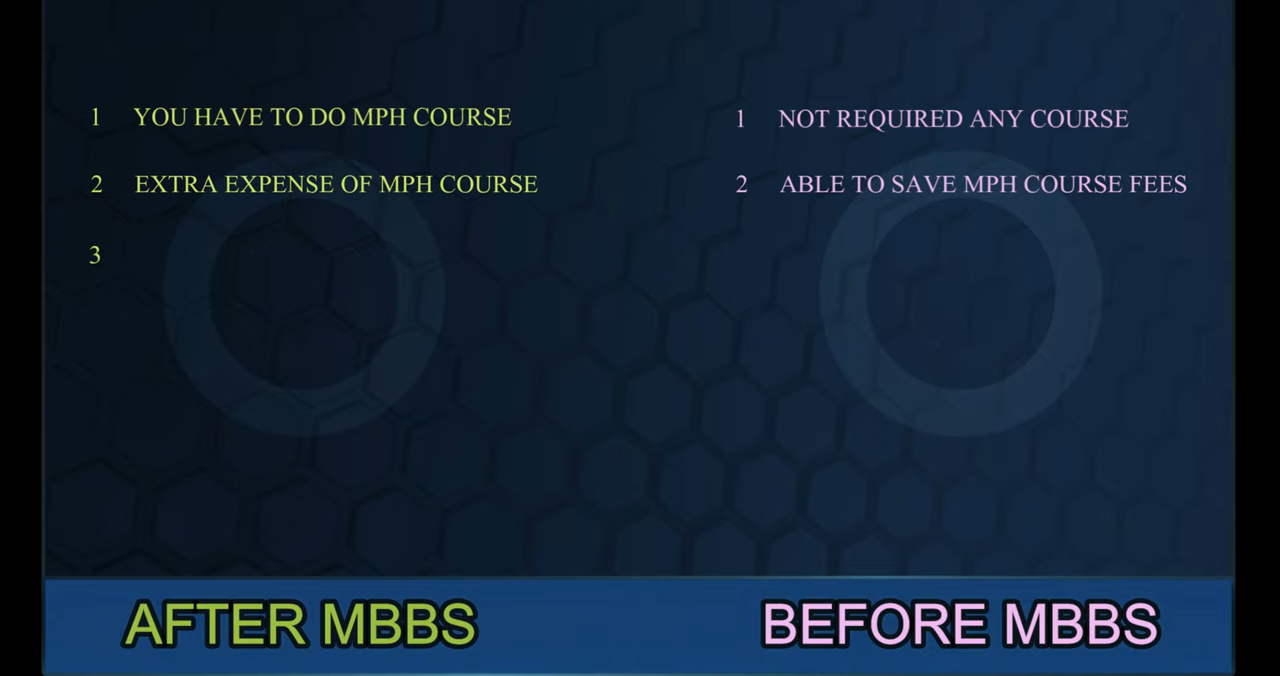 1 YOU HAVE TO DO MPH COURSE
2 EXTRA EXPENSE OF MPH COURSE
3
AFTER MBBS
1 NOT REQUIRED ANY COURSE
2 ABLE TO SAVE MPH COURSE FEES
BEFORE MBBS